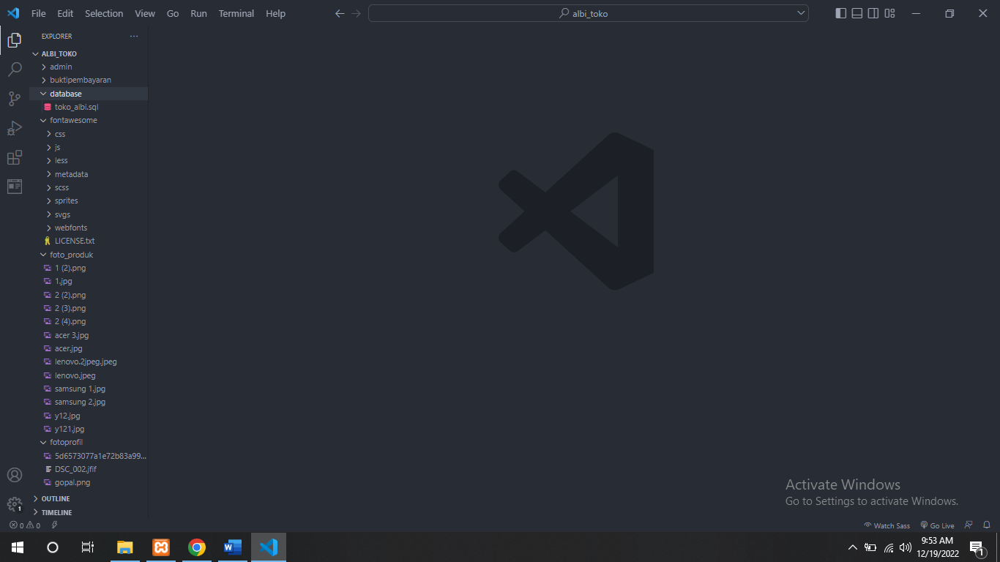 File Edit Selection View Go Run Terminal Help
albi_toko
EXPLORER
ALBI_TOKO
admin
buktipembayaran
database
toko_albi.sql
fontawesome
css
js
less
metadata
scss
sprites
svgs
webfonts
LICENSE.txt
foto_produk
1 (2).png
1.jpg
2 (2).png
2 (3).png
2 (4).png
acer 3.jpg
acer.jpg
lenovo.2jpeg.jpeg
lenovo.jpeg
samsung 1.jpg
samsung 2.jpg
y12.jpg
y121.jpg
fotoprofil
5d6573077a1e72b83a99...
DSC_002.jfif
gopal.png
OUTLINE
TIMELINE
1
Activate Windows
Go to Settings to activate Windows.
0 0
Watch Sass Go Live
9:53 AM
12/19/2022
1